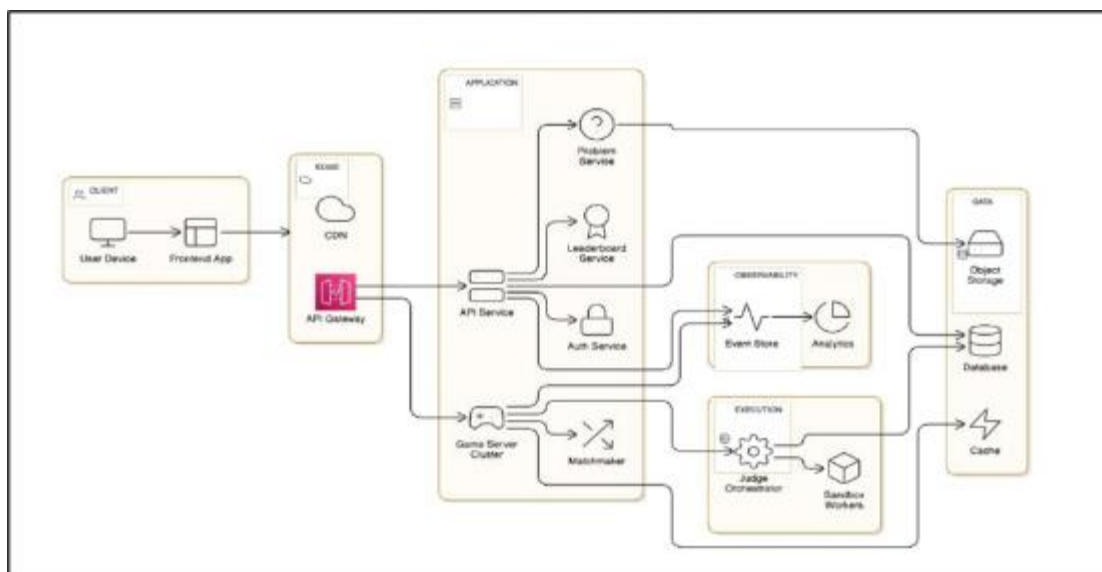 CLIENT
User Device
Frontend App
EDGE
CDN
API Gateway
APPLICATION
Problem
Service
Leaderboard
Service
API Service
Auth Service
Game Server
Cluster
Matchmaker
OBSERVABILITY
Event Store
Analytics
EXECUTION
Judge
Orchestrator
Sandbox
Workers
DATA
Object
Storage
Database
Cache